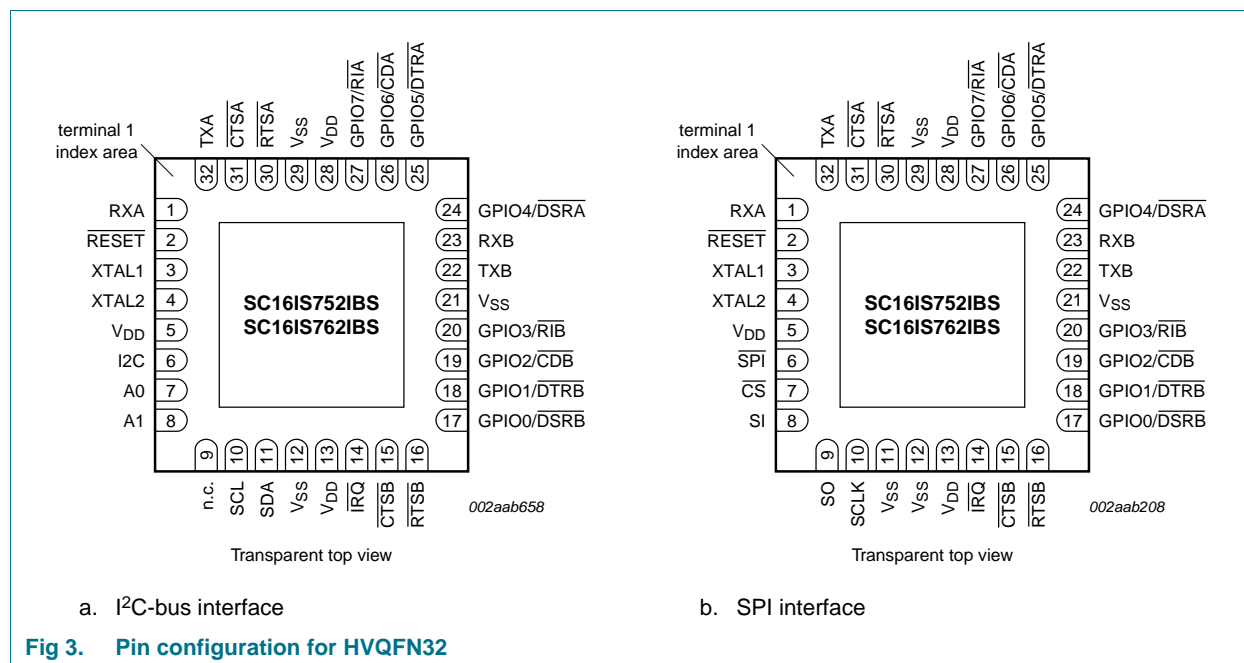 terminal 1
index area
TXA
CTSA
RTSA
VSS
VDD
GPIO7/RIA
GPIO6/CDA
GPIO5/DTRA
32
31
30
29
28
27
26
25
RXA 1
RESET 2
XTAL1 3
XTAL2 4
VDD 5
I2C 6
A0 7
A1 8
SC16IS752IBS
SC16IS762IBS
24 GPIO4/DSRA
23 RXB
22 TXB
21 VSS
20 GPIO3/RIB
19 GPIO2/CDB
18 GPIO1/DTRB
17 GPIO0/DSRB
9
10
11
12
13
14
15
16
n.c.
SCL
SDA
VSS
VDD
IRQ
CTSB
RTSB
002aab658
Transparent top view
a. I²C-bus interface
terminal 1
index area
TXA
CTSA
RTSA
VSS
VDD
GPIO7/RIA
GPIO6/CDA
GPIO5/DTRA
32
31
30
29
28
27
26
25
RXA 1
RESET 2
XTAL1 3
XTAL2 4
VDD 5
SPI 6
CS 7
SI 8
SC16IS752IBS
SC16IS762IBS
24 GPIO4/DSRA
23 RXB
22 TXB
21 VSS
20 GPIO3/RIB
19 GPIO2/CDB
18 GPIO1/DTRB
17 GPIO0/DSRB
9
10
11
12
13
14
15
16
SO
SCLK
VSS
VSS
VDD
IRQ
CTSB
RTSB
002aab208
Transparent top view
b. SPI interface
Fig 3. Pin configuration for HVQFN32